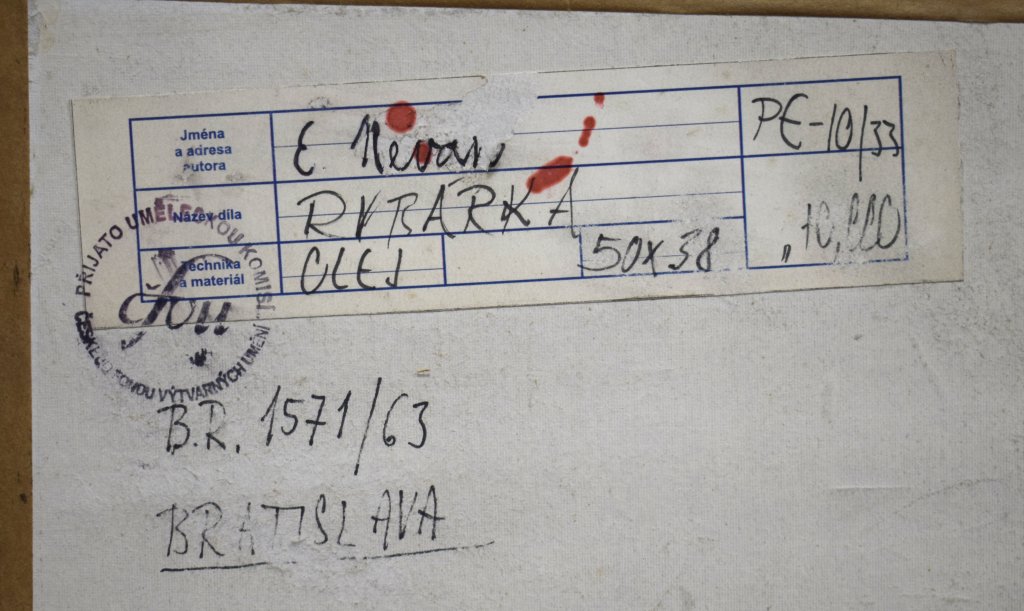 Jména
a adresa
autora
E. Nevan
PE-10/33
Název díla
RYBÁRKA
„10,000
Technika
a materiál
OLEJ
50x38
PŘIJATO UMĚLECKOU KOMISÍ
ČESKÉHO FONDU VÝTVARNÝCH UMĚNÍ
čfvu
B.R. 1571/63
BRATISLAVA